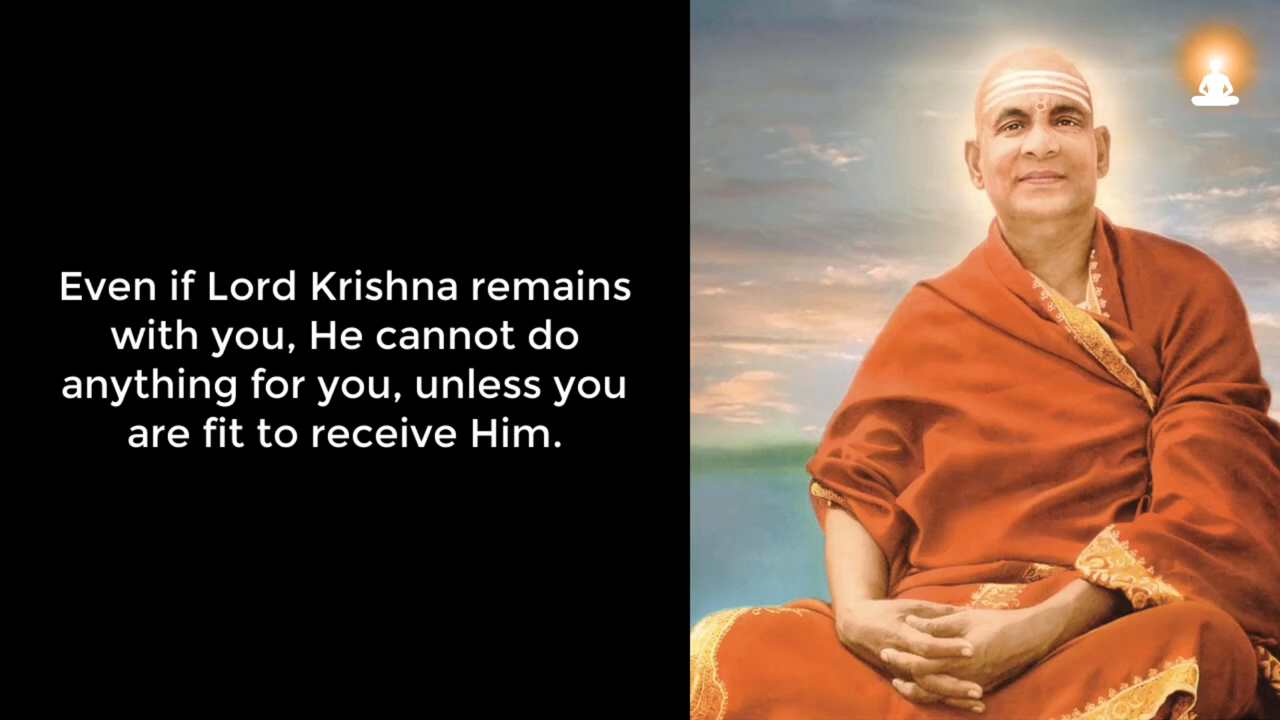 Even if Lord Krishna remains
with you, He cannot do
anything for you, unless you
are fit to receive Him.